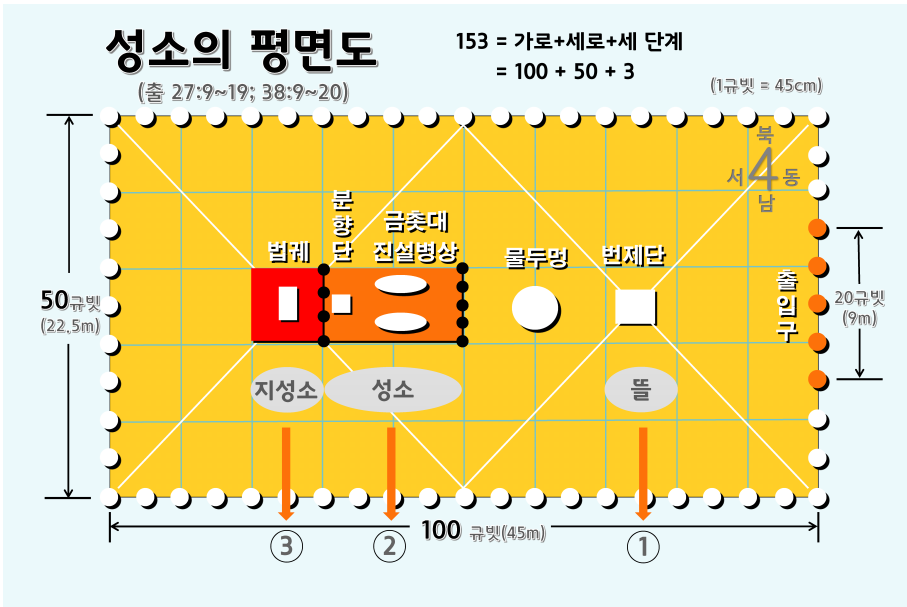 성소의 평면도
(출 27:9~19; 38:9~20)
153 = 가로+세로+세 단계
= 100 + 50 + 3
(1규빗 = 45cm)
북
서 4 동
남
분향단
금촛대
법궤
진설병상
물두멍
번제단
출입구
50규빗
(22.5m)
20규빗
(9m)
지성소
성소
뜰
100 규빗(45m)
③
②
①